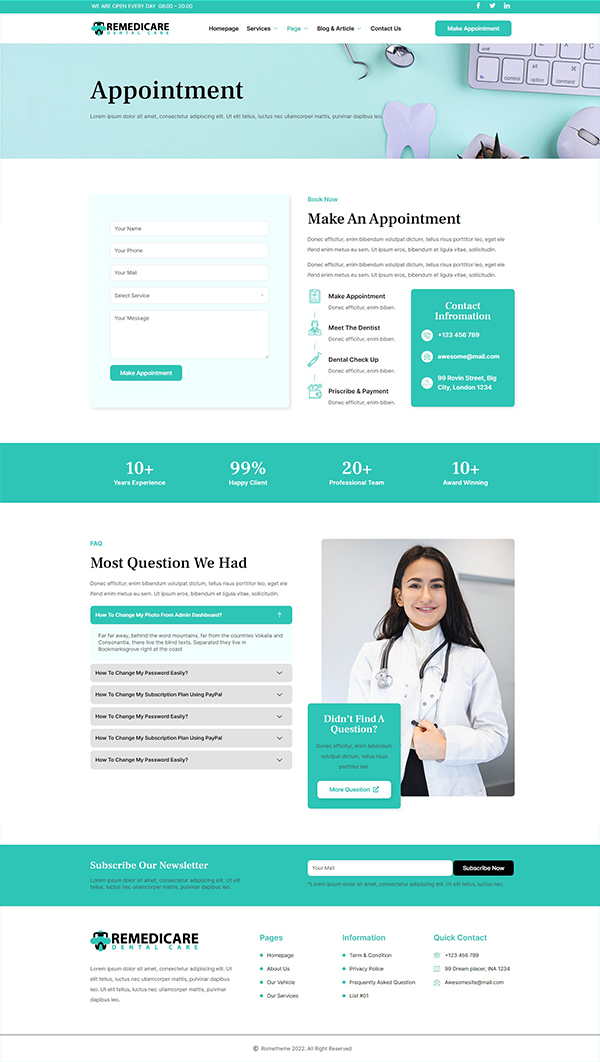 WE ARE OPEN EVERY DAY 08:00 – 20:00
REMEDICARE
DENTAL CARE
Homepage Services Page Blog & Article Contact Us
Make Appointment
Appointment
Lorem ipsum dolor sit amet, consectetur adipiscing elit. Ut elit tellus, luctus nec ullamcorper mattis, pulvinar dapibus leo.
control option command
Your Name
Your Phone
Your Mail
Select Service
Your Message
Make Appointment
Book Now
Make An Appointment
Donec efficitur, enim bibendum volutpat dictum, tellus risus porttitor leo, eget ele
ifend enim metus eu sem. Ut ipsum eros, bibendum et ligula vitae, sollicitudin.
Donec efficitur, enim bibendum volutpat dictum, tellus risus porttitor leo, eget ele
ifend enim metus eu sem. Ut ipsum eros, bibendum et ligula vitae, sollicitudin.
Make Appointment
Donec efficitur, enim biben.
Meet The Dentist
Donec efficitur, enim biben.
Dental Check Up
Donec efficitur, enim biben.
Priscribe & Payment
Donec efficitur, enim biben.
Contact
Infromation
+123 456 789
awesome@mail.com
99 Rovin Street, Big
City, London 1234
10+ 99% 20+ 10+
Years Experience Happy Client Professional Team Award Winning
FAQ
Most Question We Had
Donec efficitur, enim bibendum volutpat dictum, tellus risus porttitor leo, eget ele
ifend enim metus eu sem. Ut ipsum eros, bibendum et ligula vitae, sollicitudin.
How To Change My Photo From Admin Dashboard?
Far far away, behind the word mountains, far from the countries Vokalia and
Consonantia, there live the blind texts. Separated they live in
Bookmarksgrove right at the coast
How To Change My Password Easily?
How To Change My Subscription Plan Using PayPal
How To Change My Password Easily?
How To Change My Subscription Plan Using PayPal
How To Change My Password Easily?
Didn't Find A
Question?
Donec efficitur, enim bibendum
volutpat dictum, tellus risus
porttitor leo
More Question
Subscribe Our Newsletter
Lorem ipsum dolor sit amet, consectetur adipiscing elit. Ut elit
tellus, luctus nec ullamcorper mattis, pulvinar dapibus leo.
Your Mail
Subscribe Now
*Lorem ipsum dolor sit amet, consectetur adipiscing elit. Ut elit tellus, luctus nec.
REMEDICARE
DENTAL CARE
Lorem ipsum dolor sit amet, consectetur adipiscing elit. Ut elit tellus, luctus nec ullamcorper mattis, pulvinar dapibus leo.
Pages
Homepage
About Us
Our Vehicle
Our Services
Information
Term & Condition
Privacy Police
Frequently Asked Question
List #01
Quick Contact
+123 456 789
99 Dream placer, INA 1234
Awesomesite@mail.com
© Rometheme 2022, All Right Reserved